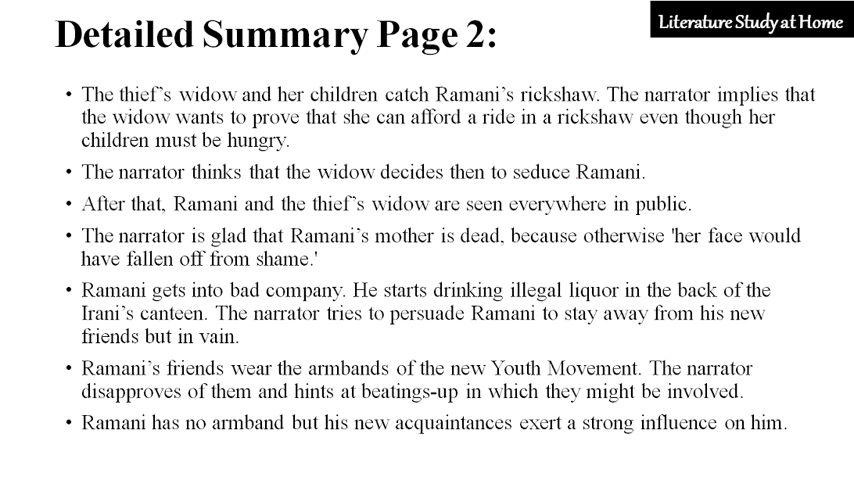 Detailed Summary Page 2:
Literature Study at Home
• The thief's widow and her children catch Ramani's rickshaw. The narrator implies that
the widow wants to prove that she can afford a ride in a rickshaw even though her
children must be hungry.
• The narrator thinks that the widow decides then to seduce Ramani.
• After that, Ramani and the thief's widow are seen everywhere in public.
• The narrator is glad that Ramani's mother is dead, because otherwise 'her face would
have fallen off from shame.'
• Ramani gets into bad company. He starts drinking illegal liquor in the back of the
Irani's canteen. The narrator tries to persuade Ramani to stay away from his new
friends but in vain.
• Ramani's friends wear the armbands of the new Youth Movement. The narrator
disapproves of them and hints at beatings-up in which they might be involved.
• Ramani has no armband but his new acquaintances exert a strong influence on him.